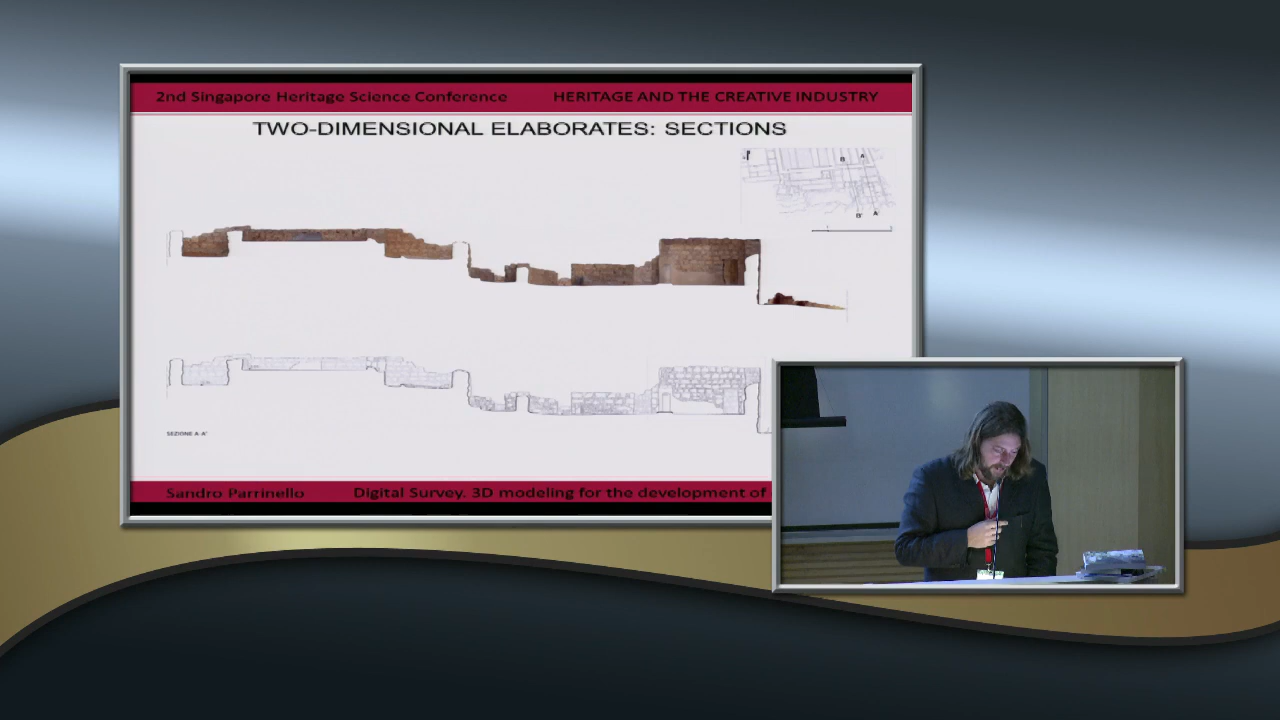 2nd Singapore Heritage Science Conference HERITAGE AND THE CREATIVE INDUSTRY
TWO-DIMENSIONAL ELABORATES: SECTIONS
B A
B' A'
SEZIONE A-A'
Sandro Parrinello Digital Survey. 3D modeling for the development of